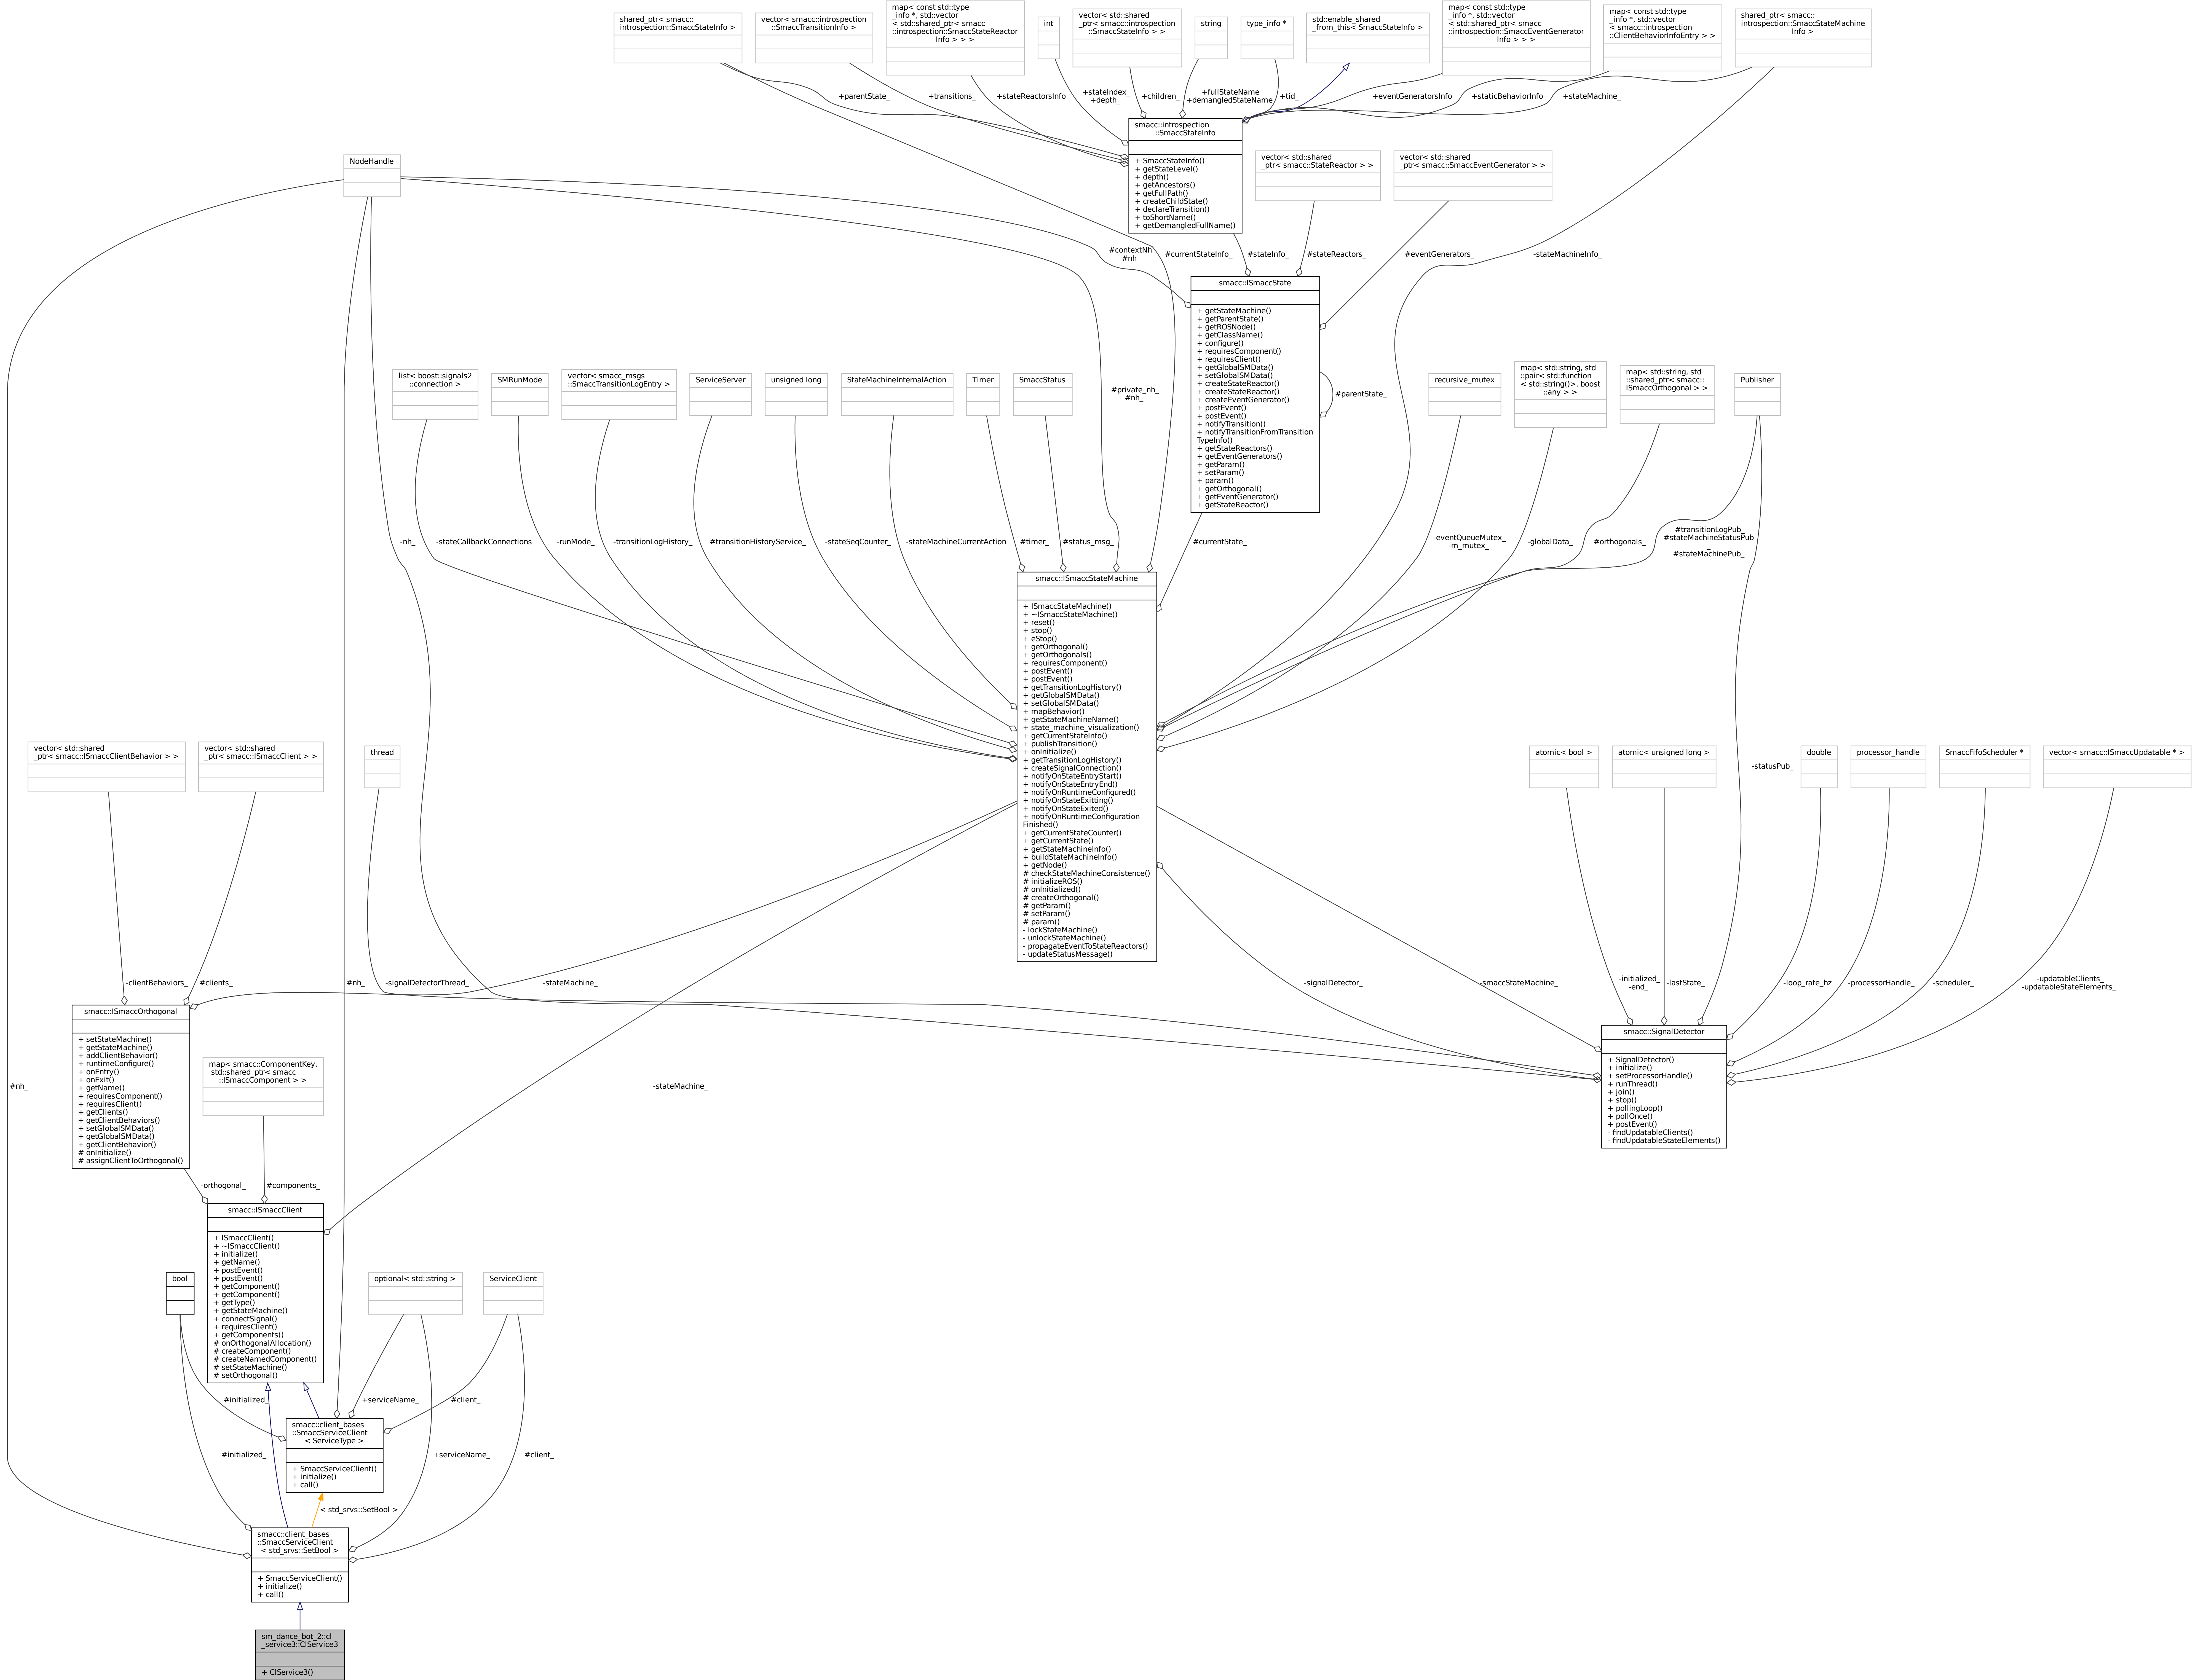 shared_ptr< smacc::
introspection::SmaccStateInfo >
vector< smacc::introspection
::SmaccTransitionInfo >
map< const std::type
_info *, std::vector
< std::shared_ptr< smacc
::introspection::SmaccStateReactor
Info > > >
int
vector< std::shared
_ptr< smacc::introspection
::SmaccStateInfo > >
string
type_info *
std::enable_shared
_from_this< SmaccStateInfo >
map< const std::type
_info *, std::vector
< std::shared_ptr< smacc
::introspection::SmaccEventGenerator
Info > > >
map< const std::type
_info *, std::vector
< smacc::introspection
::ClientBehaviorInfoEntry > >
shared_ptr< smacc::
introspection::SmaccStateMachine
Info >
+parentState_
+transitions_
+stateReactorsInfo
+stateIndex_
+depth_
+children_
+fullStateName
+demangledStateName
+tid_
+eventGeneratorsInfo
+staticBehaviorInfo
+stateMachine_
smacc::introspection
::SmaccStateInfo
+ SmaccStateInfo()
+ getStateLevel()
+ depth()
+ getAncestors()
+ getFullPath()
+ createChildState()
+ declareTransition()
+ toShortName()
+ getDemangledFullName()
NodeHandle
vector< std::shared
_ptr< smacc::StateReactor > >
vector< std::shared
_ptr< smacc::SmaccEventGenerator > >
#contextNh
#nh
#currentStateInfo_
#stateInfo_
#stateReactors_
#eventGenerators_
-stateMachineInfo_
smacc::ISmaccState
+ getStateMachine()
+ getParentState()
+ getROSNode()
+ getClassName()
+ configure()
+ requiresComponent()
+ requiresClient()
+ getGlobalSMData()
+ setGlobalSMData()
+ createStateReactor()
+ createStateReactor()
+ createEventGenerator()
+ postEvent()
+ postEvent()
+ notifyTransition()
+ notifyTransitionFromTransition
TypeInfo()
+ getStateReactors()
+ getEventGenerators()
+ getParam()
+ setParam()
+ param()
+ getOrthogonal()
+ getEventGenerator()
+ getStateReactor()
#parentState_
list< boost::signals2
::connection >
SMRunMode
vector< smacc_msgs
::SmaccTransitionLogEntry >
ServiceServer
unsigned long
StateMachineInternalAction
Timer
SmaccStatus
#private_nh_
#nh_
recursive_mutex
map< std::string, std
::pair< std::function
< std::string()>, boost
::any > >
map< std::string, std
::shared_ptr< smacc::
ISmaccOrthogonal > >
Publisher
-nh_
-stateCallbackConnections
-runMode_
-transitionLogHistory_
#transitionHistoryService_
-stateSeqCounter_
-stateMachineCurrentAction
#timer_
#status_msg_
#currentState_
-eventQueueMutex_
-m_mutex_
-globalData_
#orthogonals_
#transitionLogPub_
#stateMachineStatusPub
_
#stateMachinePub_
smacc::ISmaccStateMachine
+ ISmaccStateMachine()
+ ~ISmaccStateMachine()
+ reset()
+ stop()
+ eStop()
+ getOrthogonal()
+ getOrthogonals()
+ requiresComponent()
+ postEvent()
+ postEvent()
+ getTransitionLogHistory()
+ getGlobalSMData()
+ setGlobalSMData()
+ mapBehavior()
+ getStateMachineName()
+ state_machine_visualization()
+ getCurrentStateInfo()
+ publishTransition()
+ onInitialize()
+ getTransitionLogHistory()
+ createSignalConnection()
+ notifyOnStateEntryStart()
+ notifyOnStateEntryEnd()
+ notifyOnRuntimeConfigured()
+ notifyOnStateExitting()
+ notifyOnStateExited()
+ notifyOnRuntimeConfiguration
Finished()
+ getCurrentStateCounter()
+ getCurrentState()
+ getStateMachineInfo()
+ buildStateMachineInfo()
+ getNode()
# checkStateMachineConsistence()
# initializeROS()
# onInitialized()
# createOrthogonal()
# getParam()
# setParam()
# param()
- lockStateMachine()
- unlockStateMachine()
- propagateEventToStateReactors()
- updateStatusMessage()
vector< std::shared
_ptr< smacc::ISmaccClientBehavior > >
vector< std::shared
_ptr< smacc::ISmaccClient > >
thread
atomic< bool >
atomic< unsigned long >
-statusPub_
double
processor_handle
SmaccFifoScheduler *
vector< smacc::ISmaccUpdatable * >
-clientBehaviors_
#clients_
#nh_
-signalDetectorThread_
-stateMachine_
-signalDetector_
-smaccStateMachine_
-initialized_
-end_
-lastState_
-loop_rate_hz
-processorHandle_
-scheduler_
-updatableClients_
-updatableStateElements_
smacc::ISmaccOrthogonal
+ setStateMachine()
+ getStateMachine()
+ addClientBehavior()
+ runtimeConfigure()
+ onEntry()
+ onExit()
+ getName()
+ requiresComponent()
+ requiresClient()
+ getClients()
+ getClientBehaviors()
+ setGlobalSMData()
+ getGlobalSMData()
+ getClientBehavior()
# onInitialize()
# assignClientToOrthogonal()
smacc::SignalDetector
+ SignalDetector()
+ initialize()
+ setProcessorHandle()
+ runThread()
+ join()
+ stop()
+ pollingLoop()
+ pollOnce()
+ postEvent()
- findUpdatableClients()
- findUpdatableStateElements()
map< smacc::ComponentKey,
std::shared_ptr< smacc
::ISmaccComponent > >
#nh_
-stateMachine_
-orthogonal_
#components_
smacc::ISmaccClient
+ ISmaccClient()
+ ~ISmaccClient()
+ initialize()
+ getName()
+ postEvent()
+ postEvent()
+ getComponent()
+ getComponent()
+ getType()
+ getStateMachine()
+ connectSignal()
+ requiresClient()
+ getComponents()
# onOrthogonalAllocation()
# createComponent()
# createNamedComponent()
# setStateMachine()
# setOrthogonal()
bool
optional< std::string >
ServiceClient
#initialized_
+serviceName_
#client_
smacc::client_bases
::SmaccServiceClient
< ServiceType >
+ SmaccServiceClient()
+ initialize()
+ call()
#initialized_
+serviceName_
#client_
< std_srvs::SetBool >
smacc::client_bases
::SmaccServiceClient
< std_srvs::SetBool >
+ SmaccServiceClient()
+ initialize()
+ call()
sm_dance_bot_2::cl
_service3::ClService3
+ ClService3()